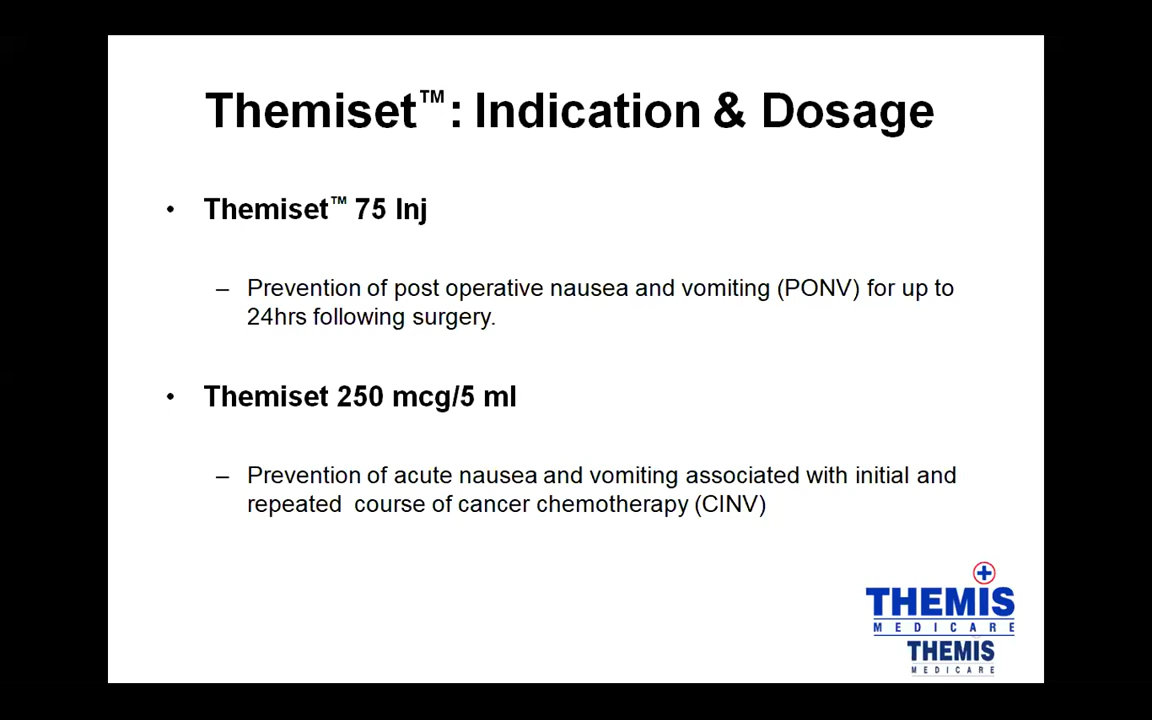 Themiset™: Indication & Dosage
• Themiset™ 75 Inj
– Prevention of post operative nausea and vomiting (PONV) for up to
24hrs following surgery.
• Themiset 250 mcg/5 ml
– Prevention of acute nausea and vomiting associated with initial and
repeated course of cancer chemotherapy (CINV)
THEMIS
MEDICARE
THEMIS
MEDICARE